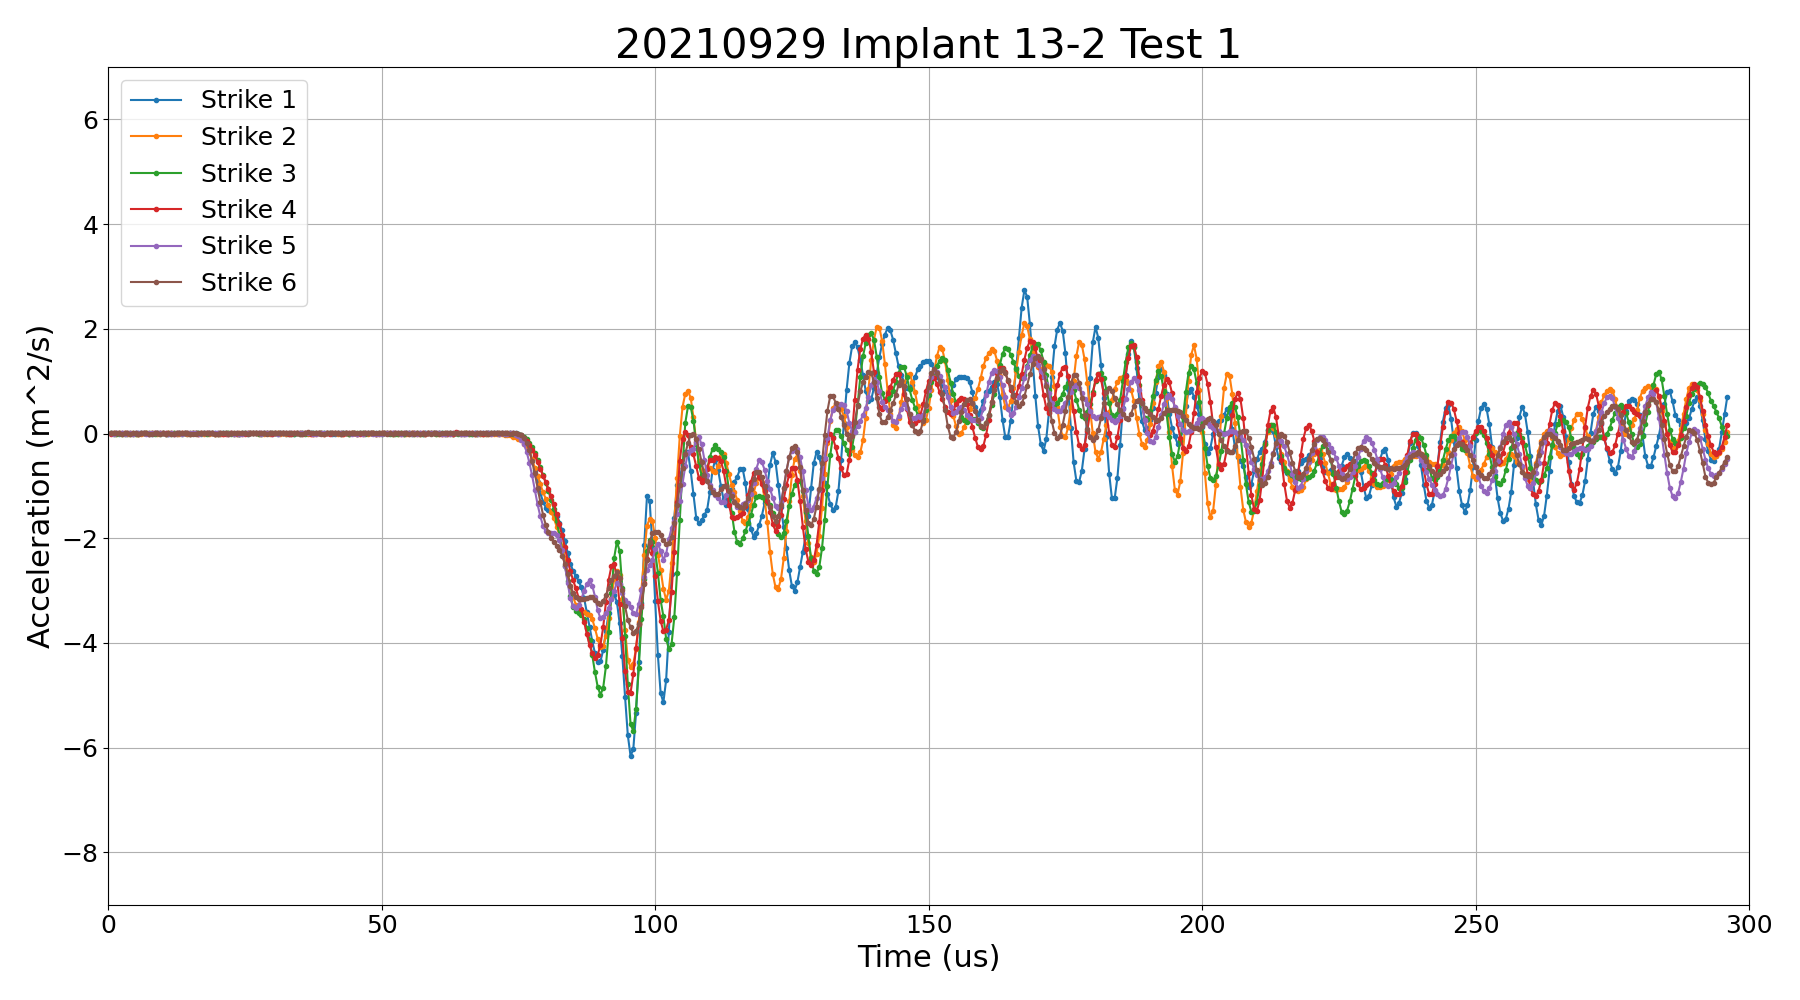 20210929 Implant 13-2 Test 1
Strike 1
Strike 2
Strike 3
Strike 4
Strike 5
Strike 6
6
4
2
0
−2
−4
−6
−8
Acceleration (m^2/s)
0 50 100 150 200 250 300
Time (us)